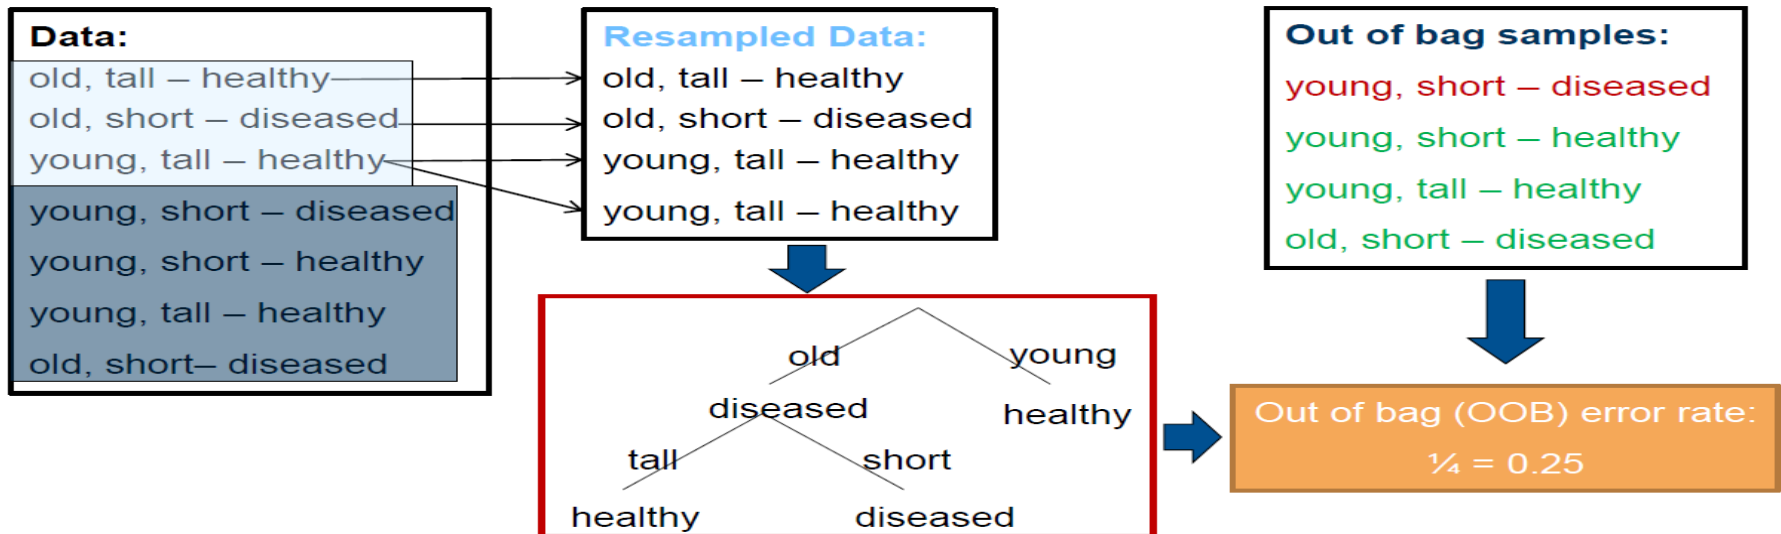 Data:
old, tall – healthy
old, short – diseased
young, tall – healthy
young, short – diseased
young, short – healthy
young, tall – healthy
old, short– diseased
Resampled Data:
old, tall – healthy
old, short – diseased
young, tall – healthy
young, tall – healthy
old
young
diseased
healthy
tall
short
healthy
diseased
Out of bag samples:
young, short – diseased
young, short – healthy
young, tall – healthy
old, short – diseased
Out of bag (OOB) error rate:
¼ = 0.25